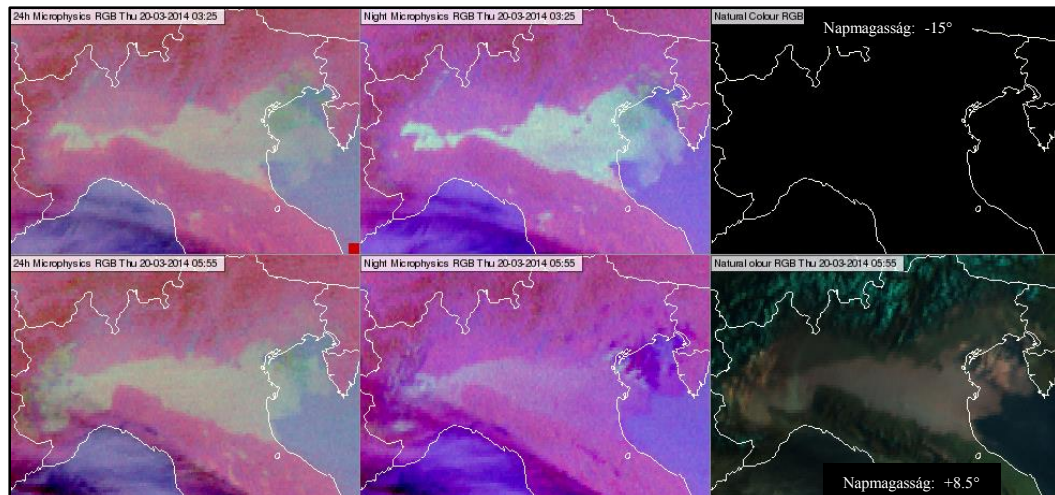 24h Microphysics RGB Thu 20-03-2014 03:25
Night Microphysics RGB Thu 20-03-2014 03:25
Natural Colour RGB
Napmagasság: -15°
24h Microphysics RGB Thu 20-03-2014 05:55
Night Microphysics RGB Thu 20-03-2014 05:55
Natural olour RGB Thu 20-03-2014 05:55
Napmagasság: +8.5°